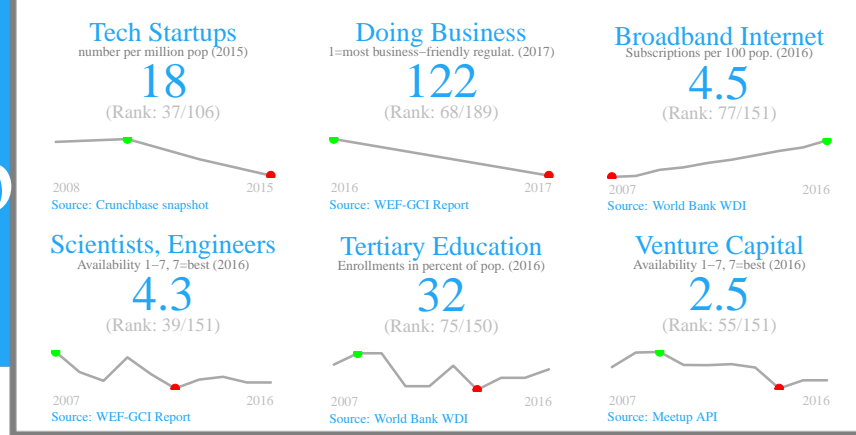 Tech Startups
number per million pop (2015)
18
(Rank: 37/106)
2008 2015
Source: Crunchbase snapshot
Doing Business
1=most business−friendly regulat. (2017)
122
(Rank: 68/189)
2016 2017
Source: WEF-GCI Report
Broadband Internet
Subscriptions per 100 pop. (2016)
4.5
(Rank: 77/151)
2007 2016
Source: World Bank WDI
Scientists, Engineers
Availability 1−7, 7=best (2016)
4.3
(Rank: 39/151)
2007 2016
Source: WEF-GCI Report
Tertiary Education
Enrollments in percent of pop. (2016)
32
(Rank: 75/150)
2007 2016
Source: World Bank WDI
Venture Capital
Availability 1−7, 7=best (2016)
2.5
(Rank: 55/151)
2007 2016
Source: Meetup API